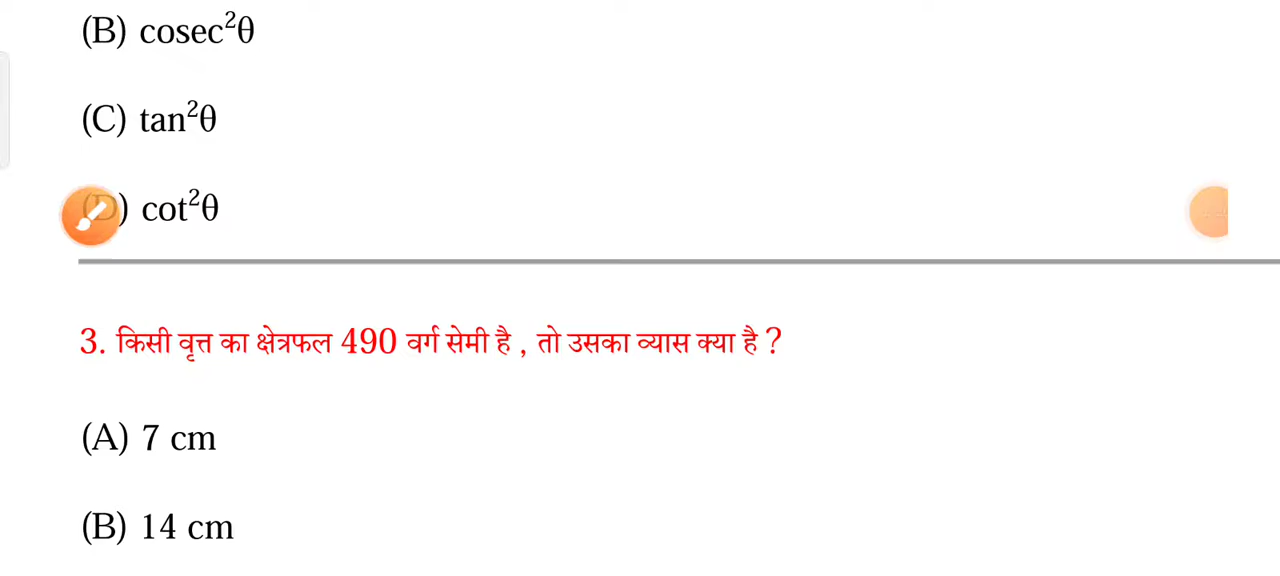 (B) cosec²θ
(C) tan²θ
(D) cot²θ
3. किसी वृत्त का क्षेत्रफल 490 वर्ग सेमी है , तो उसका व्यास क्या है ?
(A) 7 cm
(B) 14 cm